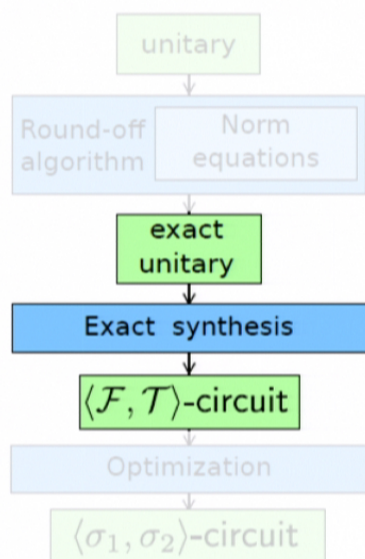 unitary
Round-off
algorithm
Norm
equations
exact
unitary
Exact synthesis
⟨ℱ, 𝒯⟩-circuit
Optimization
⟨σ₁, σ₂⟩-circuit